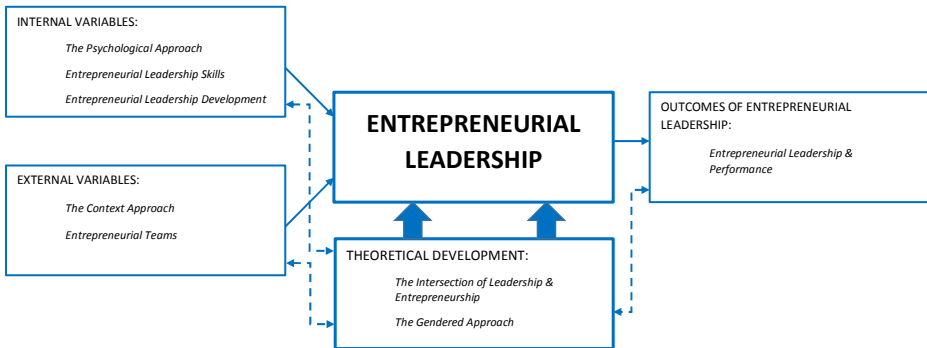 INTERNAL VARIABLES:
The Psychological Approach
Entrepreneurial Leadership Skills
Entrepreneurial Leadership Development
EXTERNAL VARIABLES:
The Context Approach
Entrepreneurial Teams
ENTREPRENEURIAL
LEADERSHIP
THEORETICAL DEVELOPMENT:
The Intersection of Leadership &
Entrepreneurship
The Gendered Approach
OUTCOMES OF ENTREPRENEURIAL
LEADERSHIP:
Entrepreneurial Leadership &
Performance